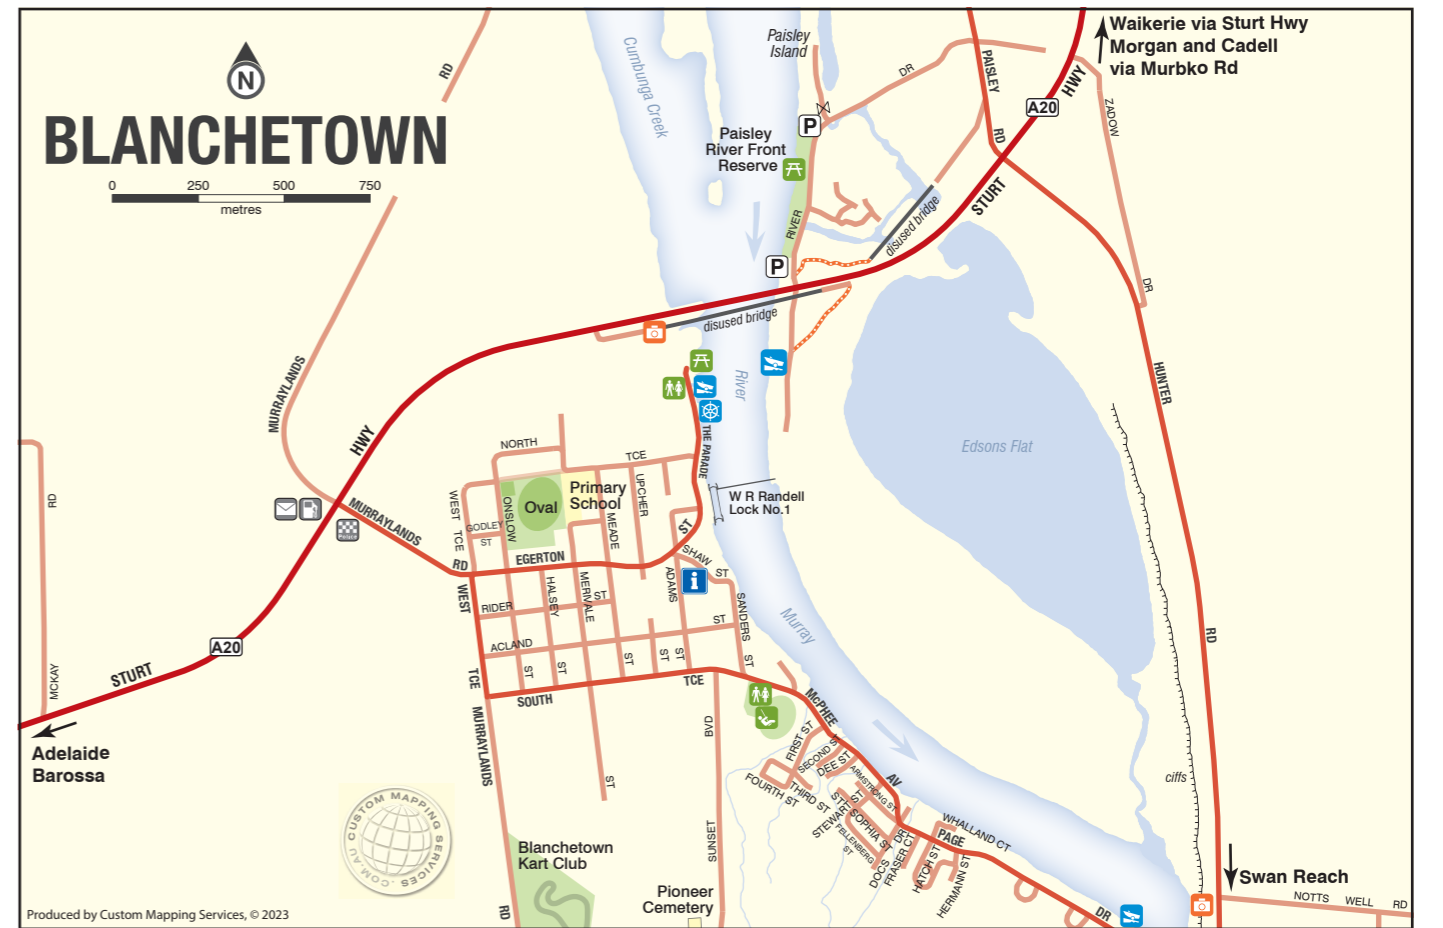 Waikerie via Sturt Hwy
Morgan and Cadell
via Murbko Rd
N
BLANCHETOWN
0 250 500 750
metres
RD
Cumbunga Creek
Paisley
Island
DR
PAISLEY
RD
A20
HWY
ZADOW
DR
P
Paisley
River Front
Reserve
RIVER
STURT
disused bridge
P
disused bridge
MURRAYLANDS
HWY
River
HUNTER
Edsons Flat
NORTH
TCE
THE PARADE
WEST
TCE
ONSLOW
Oval
Primary
School
UPCHER
MEADE
GODLEY
ST
W R Randell
Lock No.1
RD
MURRAYLANDS
RD
Police
EGERTON
ST
SHAW
ST
i
WEST
HALSEY
MERIVALE
ADAMS
SANDERS
RIDER
ST
ST
ACLAND
Murray
RD
A20
STURT
MCKAY
TCE
ST
ST
ST
ST
ST
ST
SOUTH
TCE
McPHEE
AV
MURRAYLANDS
ST
BVD
SUNSET
FIRST ST
SECOND ST
DEE ST
ARMSTRONG ST
FOURTH ST
THIRD ST
STEWART
ST
SOPHIA ST
FELLENBERG
ST
DOCS
DR
FRASER CT
HATCH ST
HERMANN ST
WHALLAND CT
PAGE
DR
ciffs
Adelaide
Barossa
CUSTOM MAPPING SERVICES .COM.AU
Blanchetown
Kart Club
RD
Pioneer
Cemetery
Swan Reach
NOTTS WELL RD
Produced by Custom Mapping Services, © 2023